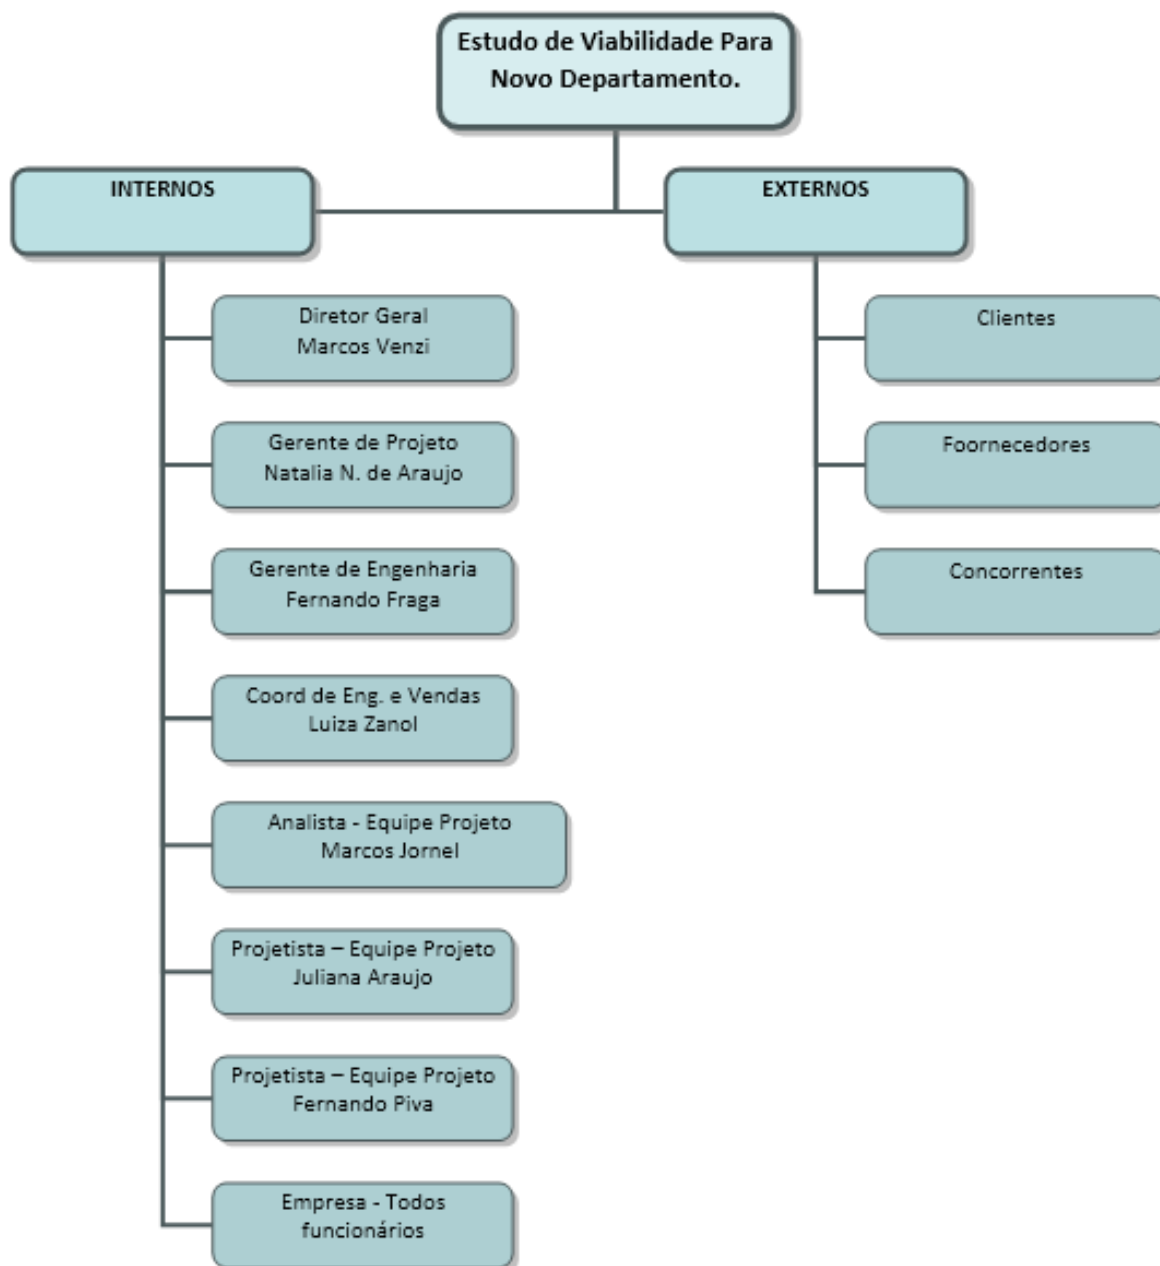 Estudo de Viabilidade Para
Novo Departamento.
INTERNOS
EXTERNOS
Diretor Geral
Marcos Venzi
Gerente de Projeto
Natalia N. de Araujo
Gerente de Engenharia
Fernando Fraga
Coord de Eng. e Vendas
Luiza Zanol
Analista - Equipe Projeto
Marcos Jornel
Projetista – Equipe Projeto
Juliana Araujo
Projetista – Equipe Projeto
Fernando Piva
Empresa - Todos
funcionários
Clientes
Foornecedores
Concorrentes